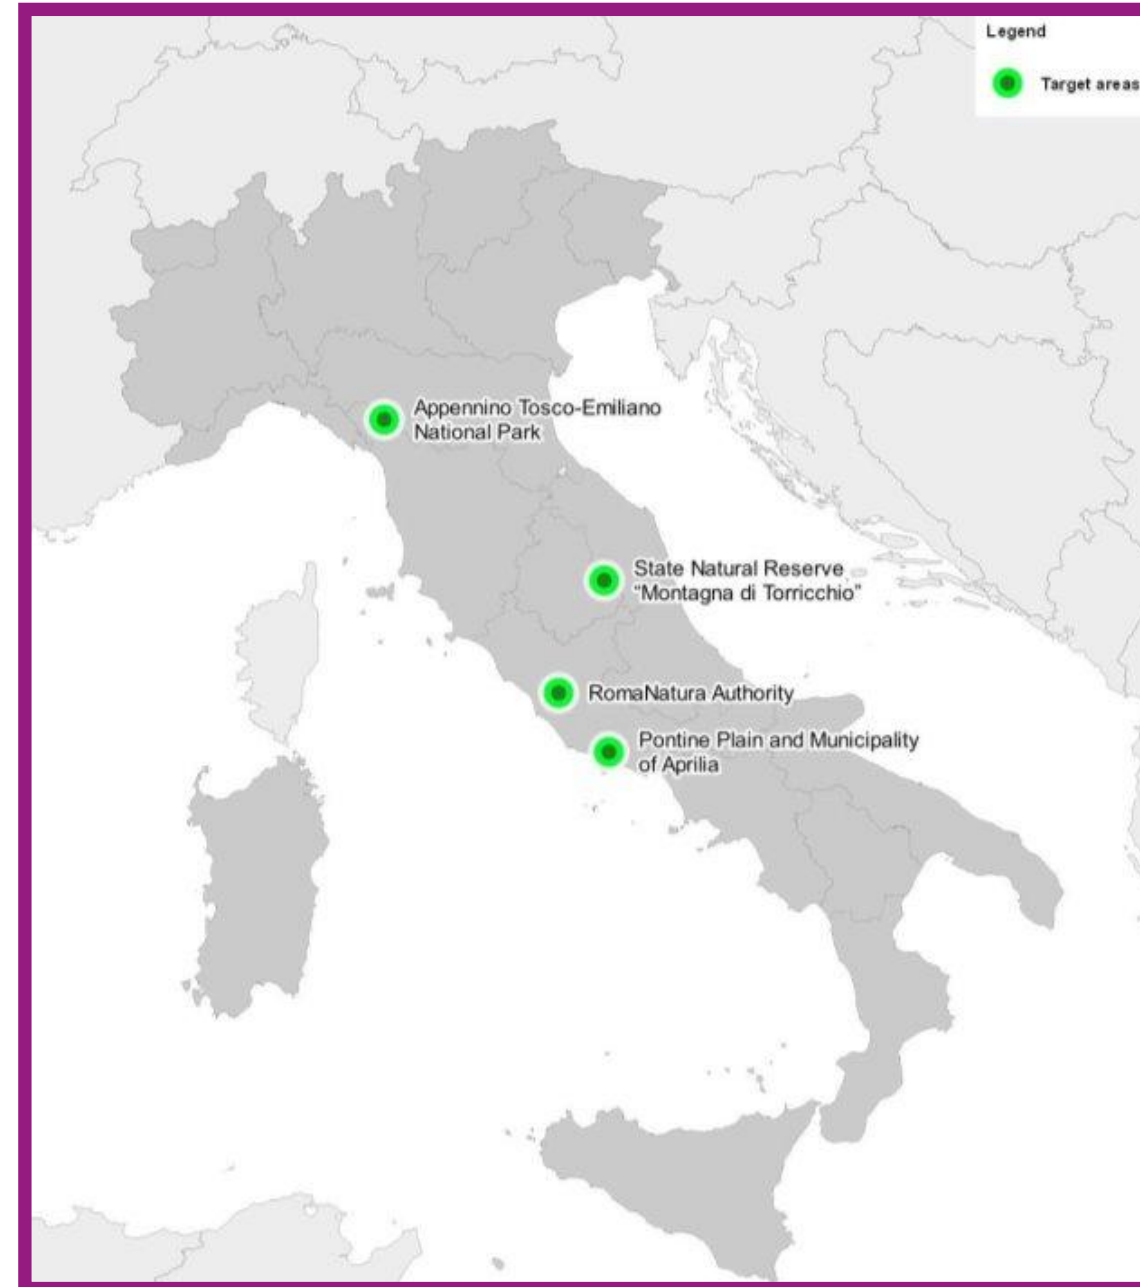 Legend
Target areas
Appennino Tosco-Emiliano
National Park
State Natural Reserve
“Montagna di Torricchio”
RomaNatura Authority
Pontine Plain and Municipality
of Aprilia